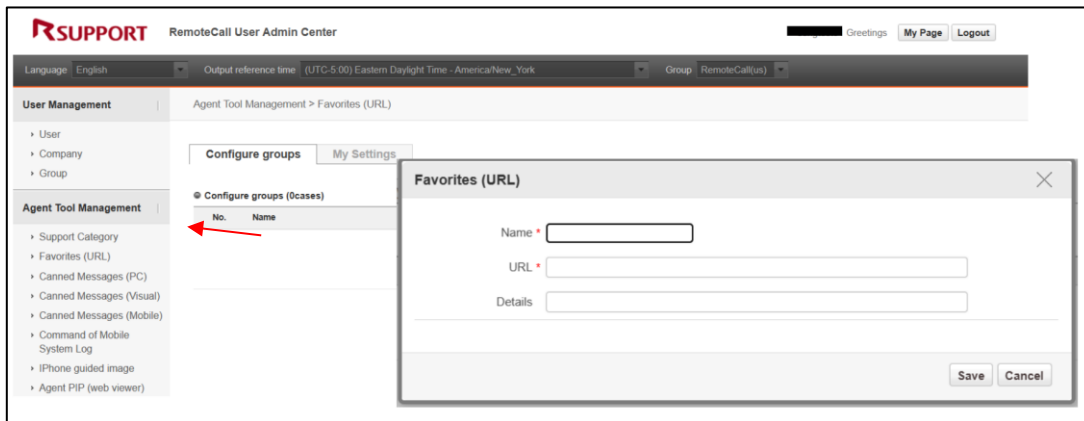 RSUPPORT RemoteCall User Admin Center
Greetings My Page Logout
Language English Output reference time (UTC-5:00) Eastern Daylight Time - America/New_York Group RemoteCall(us)
User Management
Agent Tool Management > Favorites (URL)
User
Company
Group
Configure groups My Settings
Configure groups (0cases)
No. Name
Agent Tool Management
Support Category
Favorites (URL)
Canned Messages (PC)
Canned Messages (Visual)
Canned Messages (Mobile)
Command of Mobile
System Log
IPhone guided image
Agent PIP (web viewer)
Favorites (URL)
Name *
URL *
Details
Save Cancel